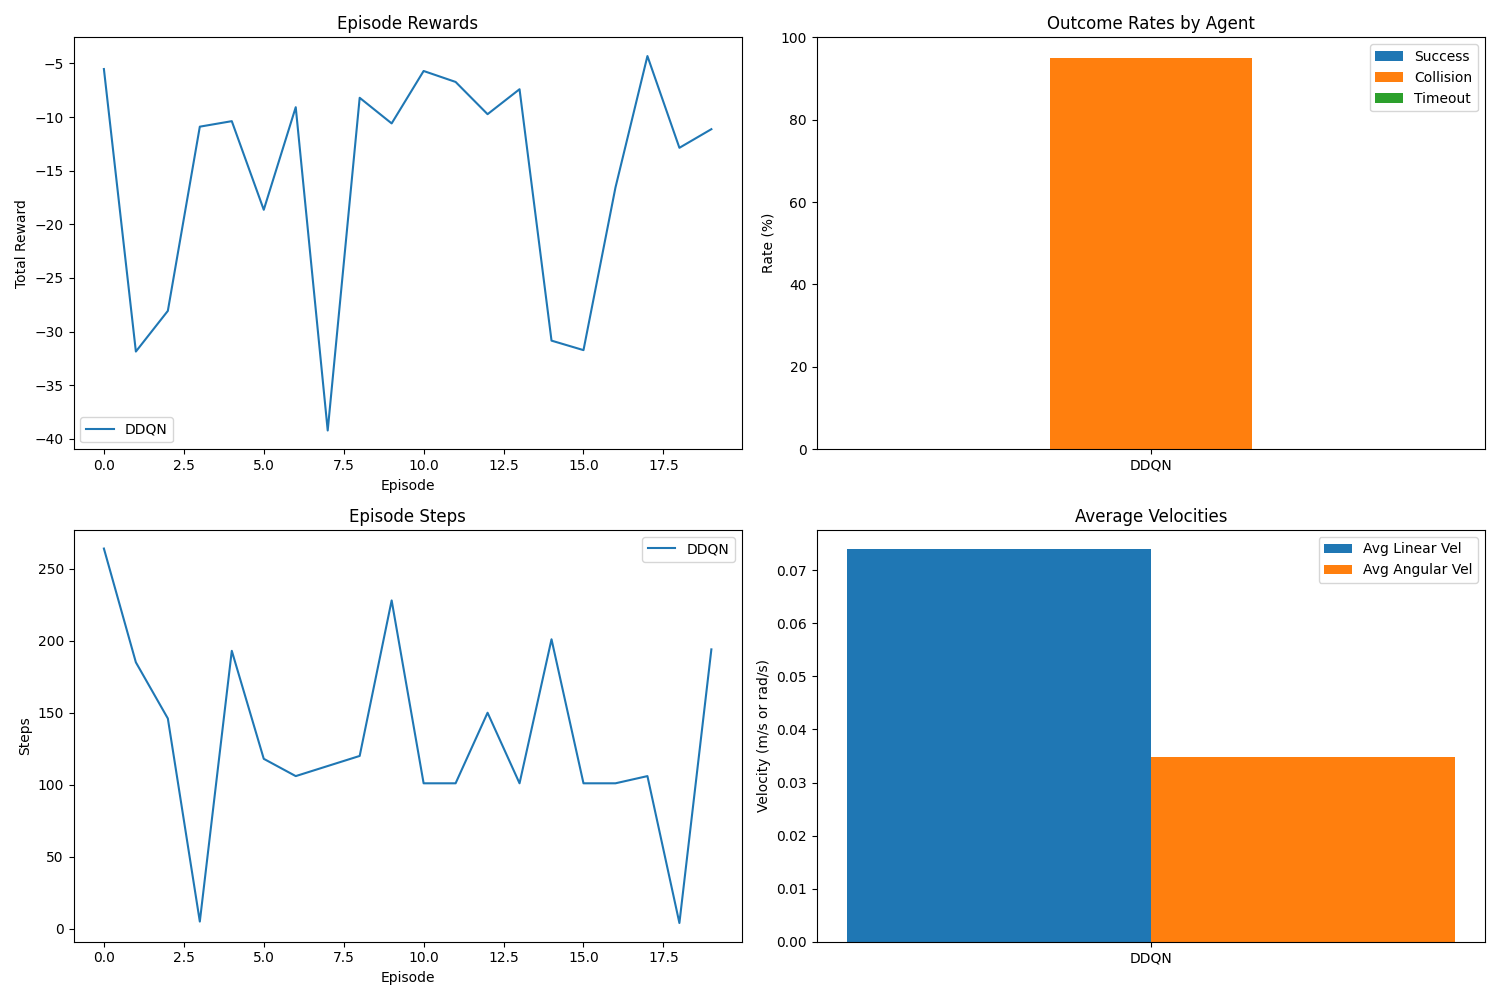 Episode Rewards
Total Reward
−5
−10
−15
−20
−25
−30
−35
−40
DDQN
0.0 2.5 5.0 7.5 10.0 12.5 15.0 17.5
Episode
Outcome Rates by Agent
Rate (%)
100
80
60
40
20
0
Success
Collision
Timeout
DDQN
Episode Steps
Steps
250
200
150
100
50
0
DDQN
0.0 2.5 5.0 7.5 10.0 12.5 15.0 17.5
Episode
Average Velocities
Velocity (m/s or rad/s)
0.07
0.06
0.05
0.04
0.03
0.02
0.01
0.00
Avg Linear Vel
Avg Angular Vel
DDQN